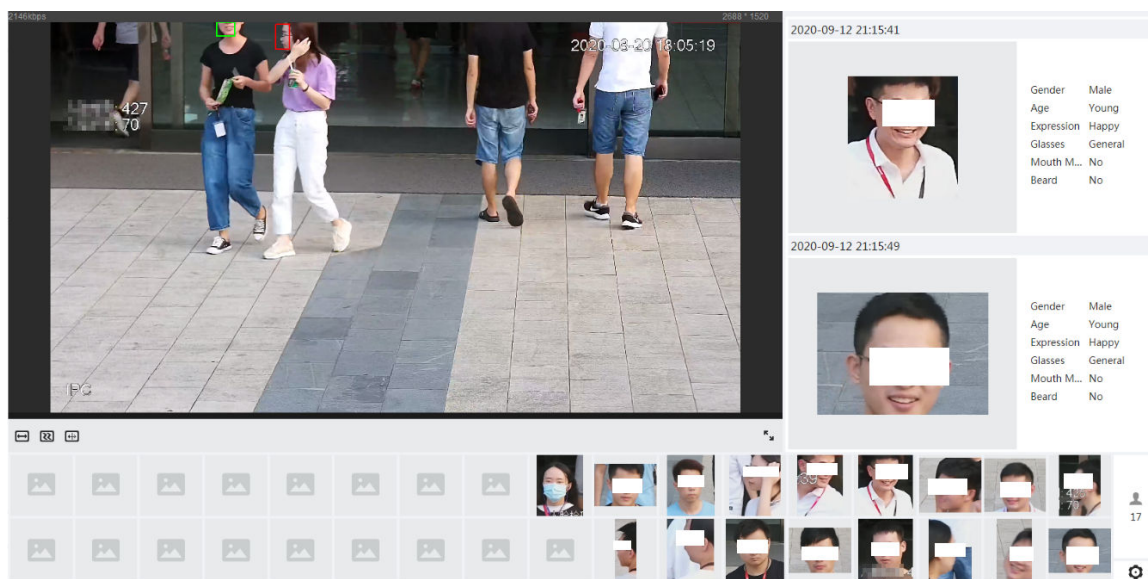 2146kbps
2688 * 1520
2020-08-20 18:05:19
427
70
IPC
2020-09-12 21:15:41
Gender Male
Age Young
Expression Happy
Glasses General
Mouth M... No
Beard No
2020-09-12 21:15:49
Gender Male
Age Young
Expression Happy
Glasses General
Mouth M... No
Beard No
17